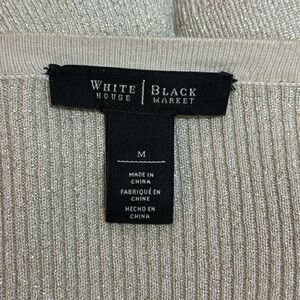 WHITE | BLACK
HOUSE | MARKET
M
MADE IN
CHINA
FABRIQUÉ EN
CHINE
HECHO EN
CHINA